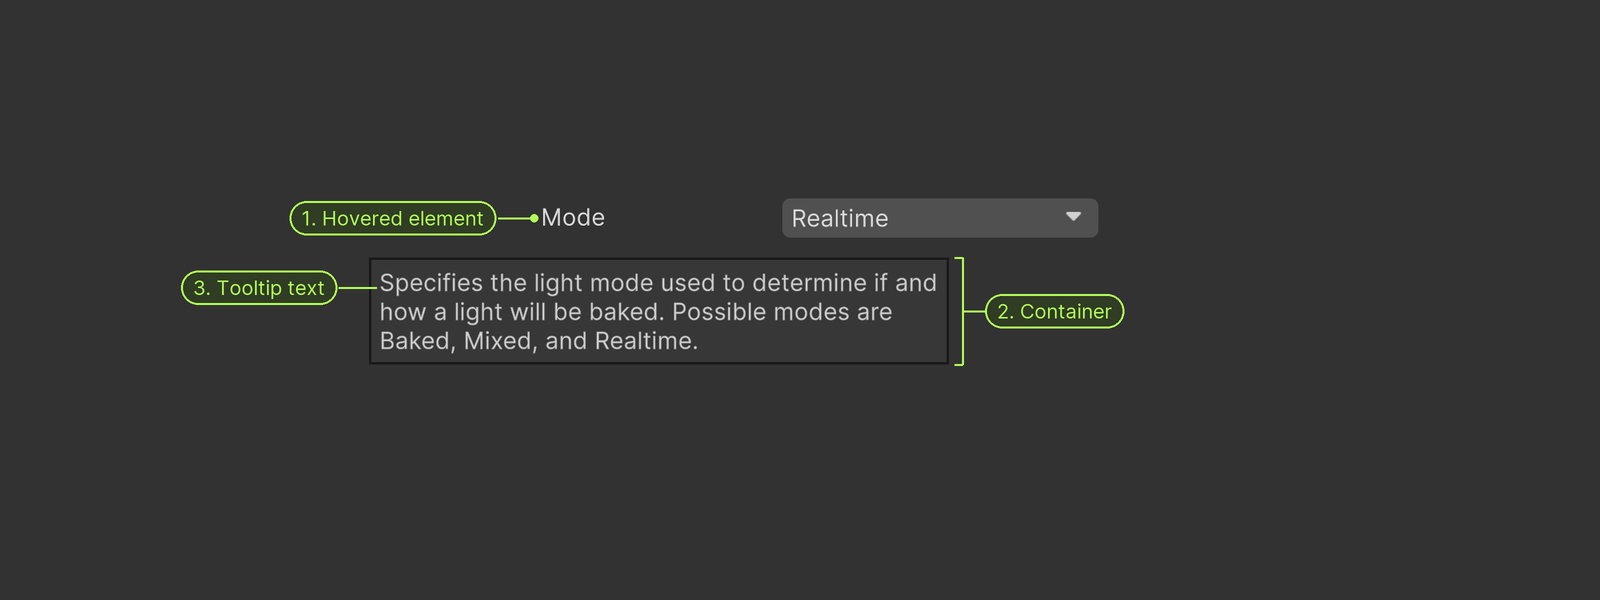 1. Hovered element
Mode
Realtime
3. Tooltip text
Specifies the light mode used to determine if and
how a light will be baked. Possible modes are
Baked, Mixed, and Realtime.
2. Container